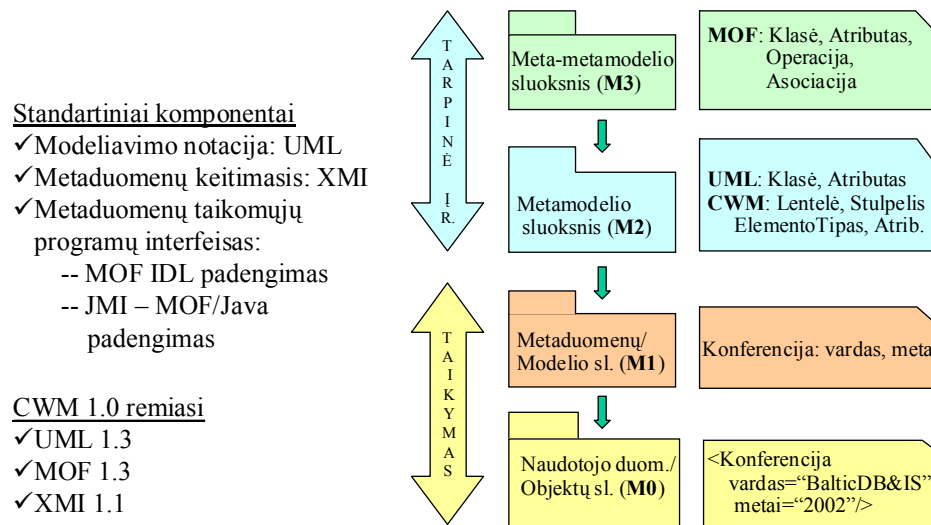 Standartiniai komponentai
✓Modeliavimo notacija: UML
✓Metaduomenų keitimasis: XMI
✓Metaduomenų taikomųjų
programų interfeisas:
-- MOF IDL padengimas
-- JMI – MOF/Java
padengimas
CWM 1.0 remiasi
✓UML 1.3
✓MOF 1.3
✓XMI 1.1
TARPINĖ ĮR.
TAIKYMAS
Meta-metamodelio
sluoksnis (M3)
MOF: Klasė, Atributas,
Operacija,
Asociacija
Metamodelio
sluoksnis (M2)
UML: Klasė, Atributas
CWM: Lentelė, Stulpelis
ElementoTipas, Atrib.
Metaduomenų/
Modelio sl. (M1)
Konferencija: vardas, metai
Naudotojo duom./
Objektų sl. (M0)
<Konferencija
vardas=“BalticDB&IS”
metai=“2002”/>